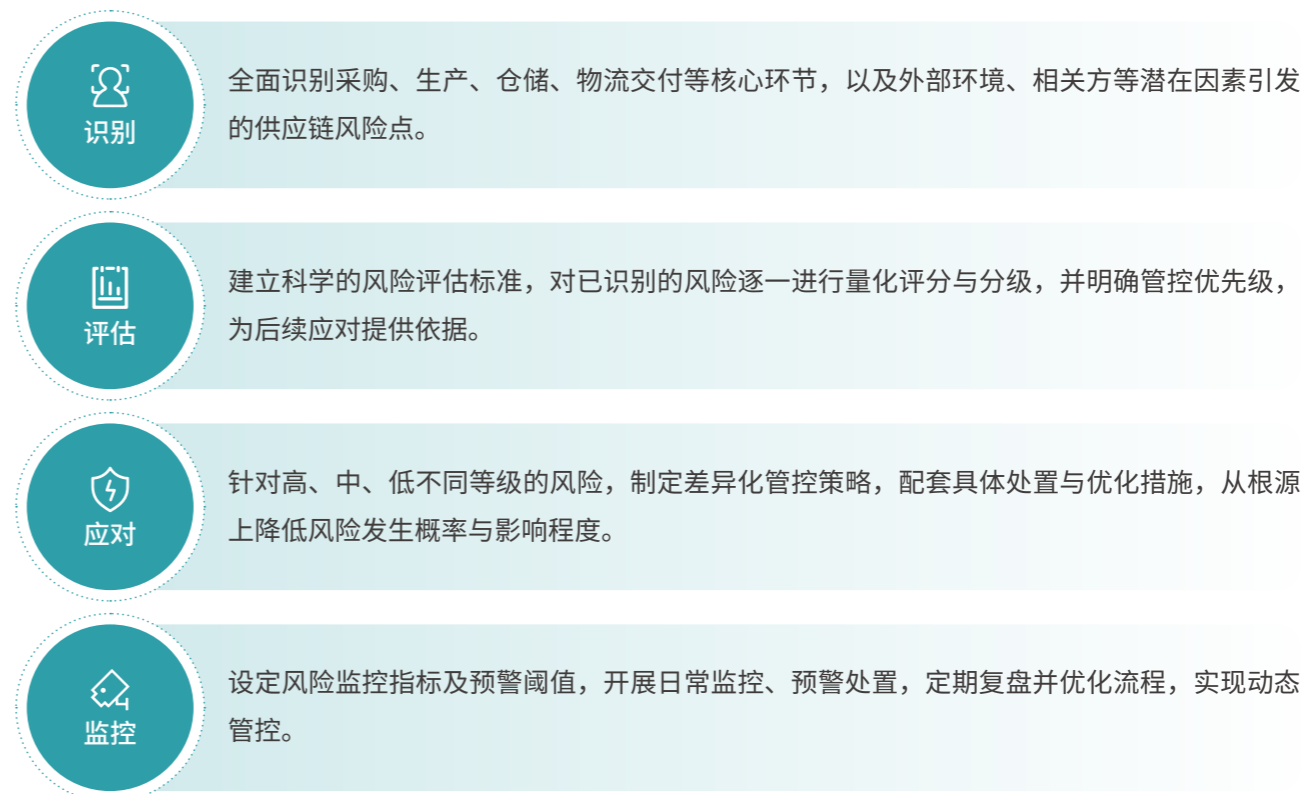 识别
全面识别采购、生产、仓储、物流交付等核心环节，以及外部环境、相关方等潜在因素引发
的供应链风险点。
评估
建立科学的风险评估标准，对已识别的风险逐一进行量化评分与分级，并明确管控优先级，
为后续应对提供依据。
应对
针对高、中、低不同等级的风险，制定差异化管控策略，配套具体处置与优化措施，从根源
上降低风险发生概率与影响程度。
监控
设定风险监控指标及预警阈值，开展日常监控、预警处置，定期复盘并优化流程，实现动态
管控。